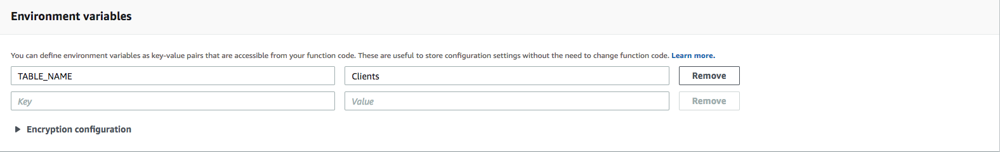 Environment variables
You can define environment variables as key-value pairs that are accessible from your function code. These are useful to store configuration settings without the need to change function code. Learn more.
TABLE_NAME Clients Remove
Key Value Remove
Encryption configuration